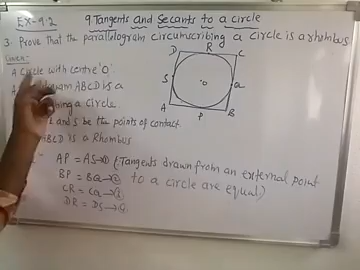 EX-9.2 9.Tangents and Secants to a circle
3. Prove that the parallelogram circumscribing a circle is a rhombus
Given:-
A Circle with centre 'O'
ABCD is a
a Circle
and S be the points of contact.
ABCD is a Rhombus
AP = AS → ① (Tangents drawn from an external point
BP = BQ → ② to a circle are equal)
CR = CQ → ③
DR = DS → ④
D R C
S O Q
A P B